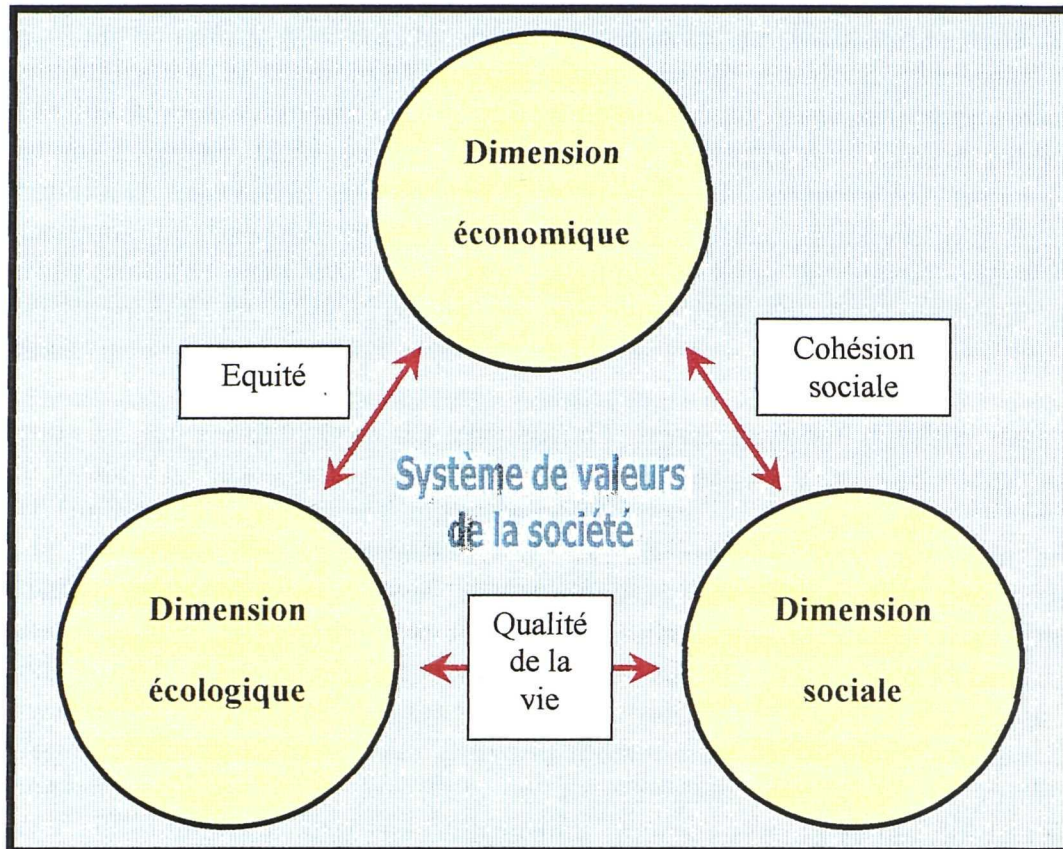 Dimension
économique
Equité
Cohésion
sociale
Système de valeurs
de la société
Dimension
écologique
Qualité
de la
vie
Dimension
sociale